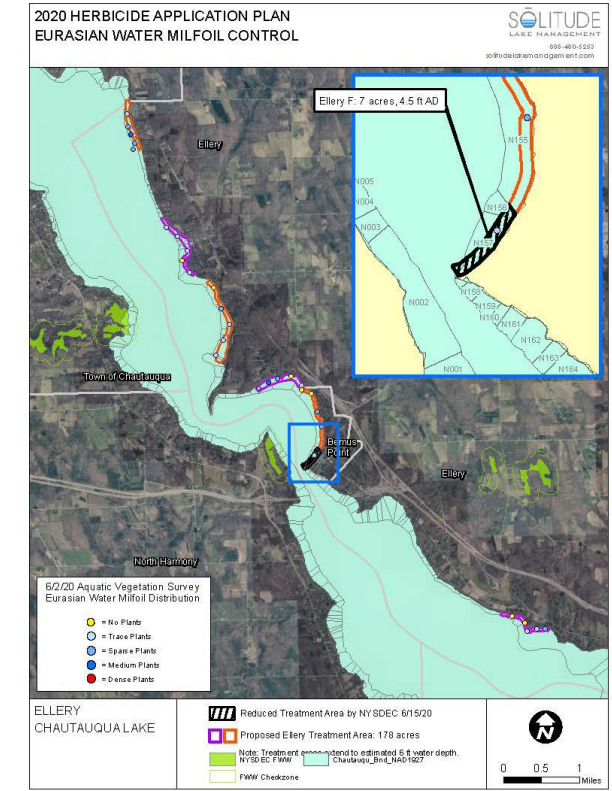 2020 HERBICIDE APPLICATION PLAN
EURASIAN WATER MILFOIL CONTROL
SŌLITUDE
LAKE MANAGEMENT
888-480-5253
solitudelakemanagement.com
Ellery F: 7 acres, 4.5 ft AD
N155
N005
N004
N156
N003
N157
N158
N002
N159
N160
N161
N162
N163
N001
N164
Ellery
Town of Chautauqua
Bemus
Point
Ellery
North Harmony
6/2/20 Aquatic Vegetation Survey
Eurasian Water Milfoil Distribution
= No Plants
= Trace Plants
= Sparse Plants
= Medium Plants
= Dense Plants
ELLERY
CHAUTAUQUA LAKE
Reduced Treatment Area by NYSDEC 6/15/20
Proposed Ellery Treatment Area: 178 acres
Note: Treatment areas extend to estimated 6 ft water depth.
NYSDEC FWW
Chautauqu_Bnd_NAD1927
FWW Checkzone
N
0 0.5 1
Miles